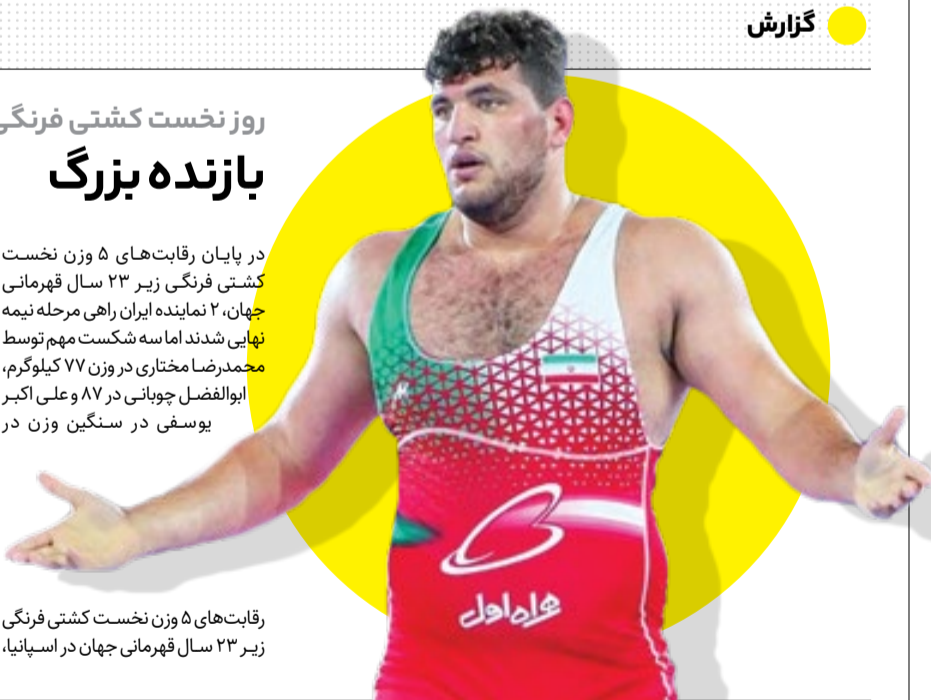 گزارش
روز نخست کشتی فرنگی
بازنده بزرگ
در پایان رقابت‌های ۵ وزن نخست
کشتی فرنگی زیر ۲۳ سال قهرمانی
جهان، ۲ نماینده ایران راهی مرحله نیمه
نهایی شدند اما سه شکست مهم توسط
محمدرضا مختاری در وزن ۷۷ کیلوگرم،
ابوالفضل چوبانی در ۸۷ و علی اکبر
یوسفی در سنگین وزن در
همراه اول
رقابت‌های ۵ وزن نخست کشتی فرنگی
زیر ۲۳ سال قهرمانی جهان در اسپانیا،